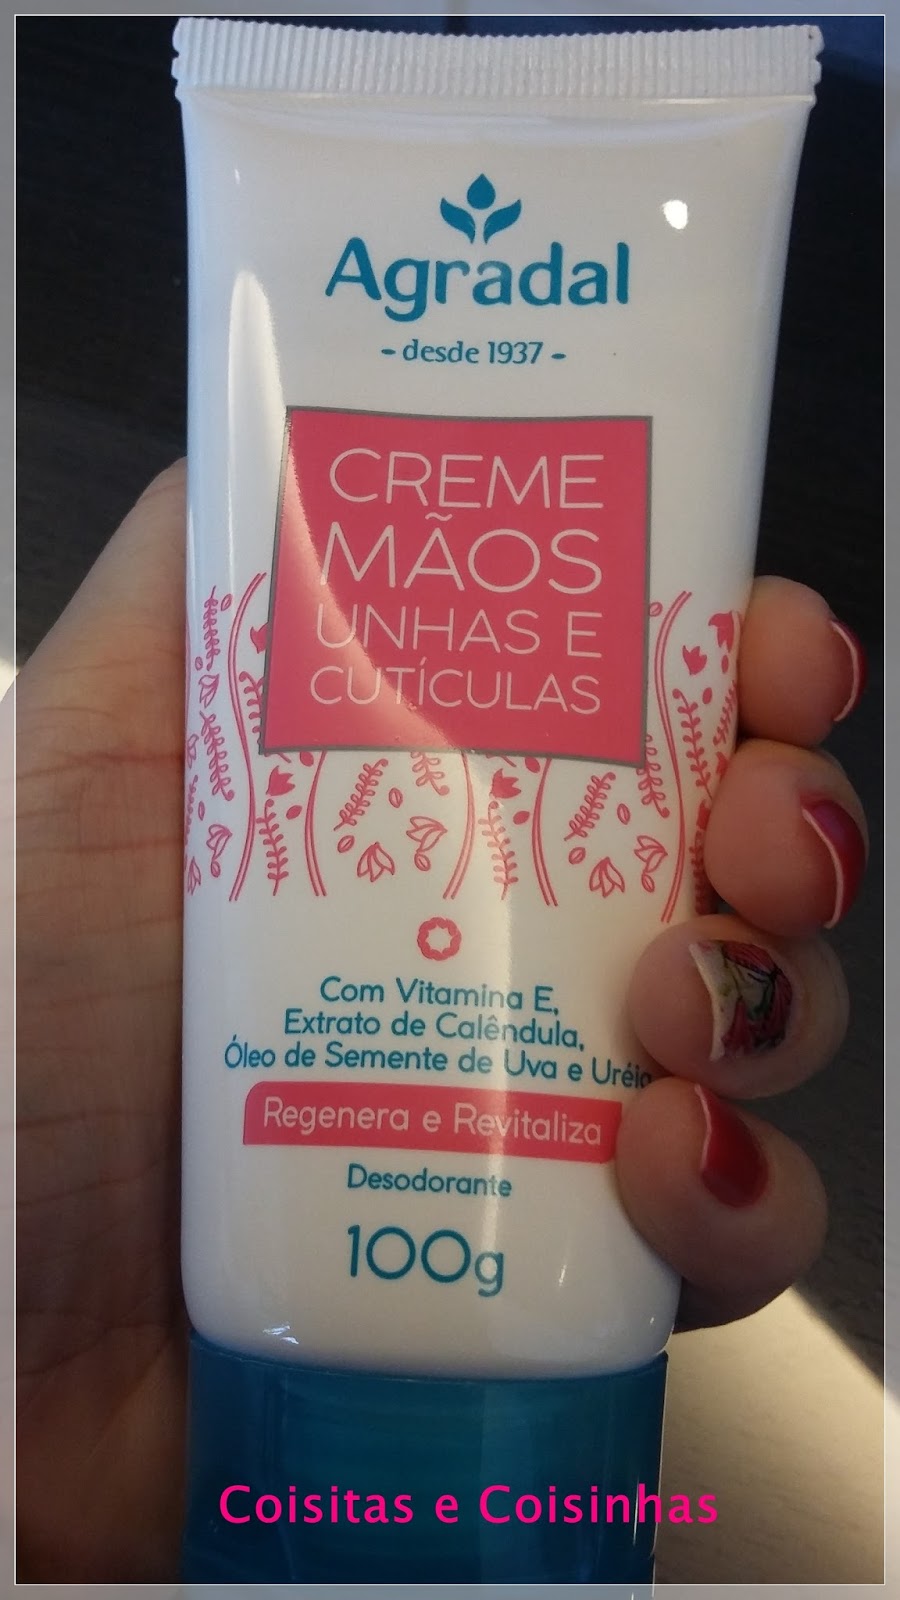 Agradal
- desde 1937 -
CREME
MÃOS
UNHAS E
CUTÍCULAS
Com Vitamina E,
Extrato de Calêndula,
Óleo de Semente de Uva e Uréia
Regenera e Revitaliza
Desodorante
100g
Coisitas e Coisinhas